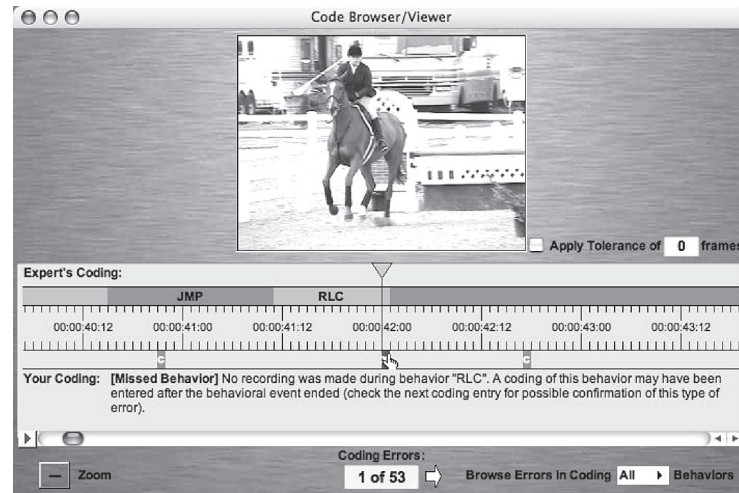 Code Browser/Viewer
Apply Tolerance of 0 frames
Expert's Coding:
JMP RLC
00:00:40:12 00:00:41:00 00:00:41:12 00:00:42:00 00:00:42:12 00:00:43:00 00:00:43:12
C C
Your Coding: [Missed Behavior] No recording was made during behavior "RLC". A coding of this behavior may have been
entered after the behavioral event ended (check the next coding entry for possible confirmation of this type of
error).
Coding Errors:
Zoom 1 of 53 Browse Errors in Coding All Behaviors